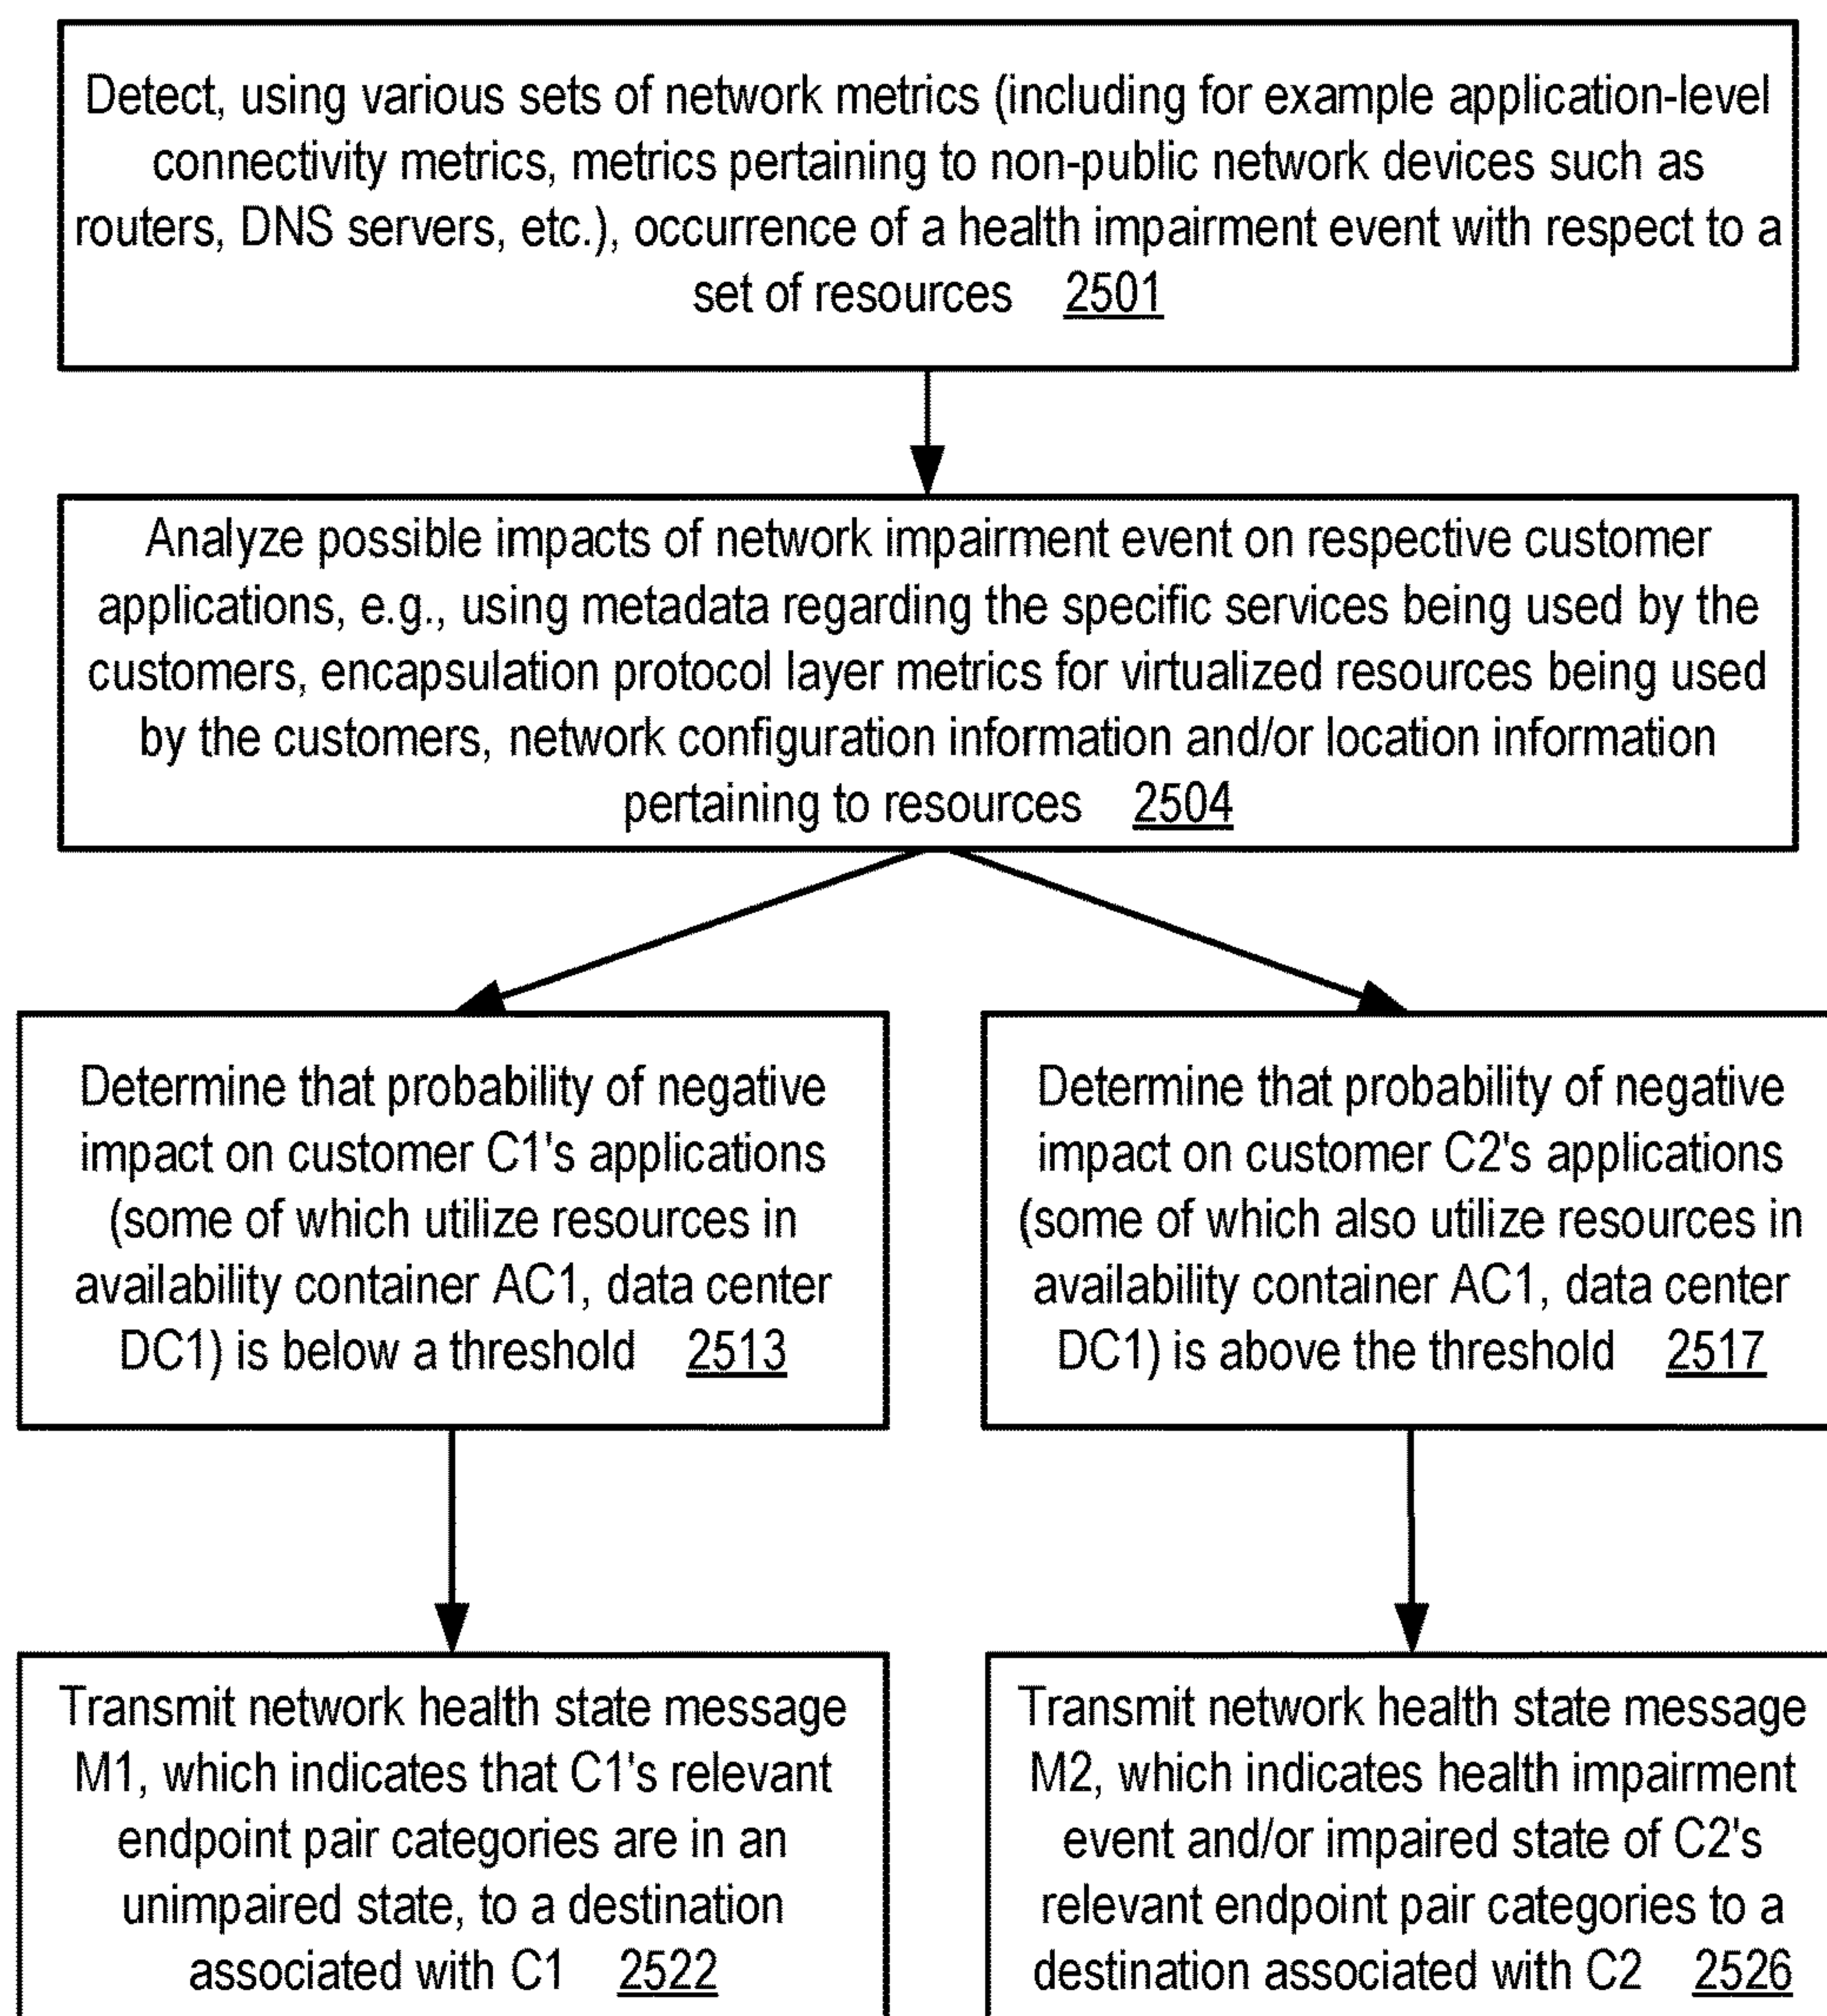 Detect, using various sets of network metrics (including for example application-level
connectivity metrics, metrics pertaining to non-public network devices such as
routers, DNS servers, etc.), occurrence of a health impairment event with respect to a
set of resources 2501
Analyze possible impacts of network impairment event on respective customer
applications, e.g., using metadata regarding the specific services being used by the
customers, encapsulation protocol layer metrics for virtualized resources being used
by the customers, network configuration information and/or location information
pertaining to resources 2504
Determine that probability of negative
impact on customer C1's applications
(some of which utilize resources in
availability container AC1, data center
DC1) is below a threshold 2513
Determine that probability of negative
impact on customer C2's applications
(some of which also utilize resources in
availability container AC1, data center
DC1) is above the threshold 2517
Transmit network health state message
M1, which indicates that C1's relevant
endpoint pair categories are in an
unimpaired state, to a destination
associated with C1 2522
Transmit network health state message
M2, which indicates health impairment
event and/or impaired state of C2's
relevant endpoint pair categories to a
destination associated with C2 2526